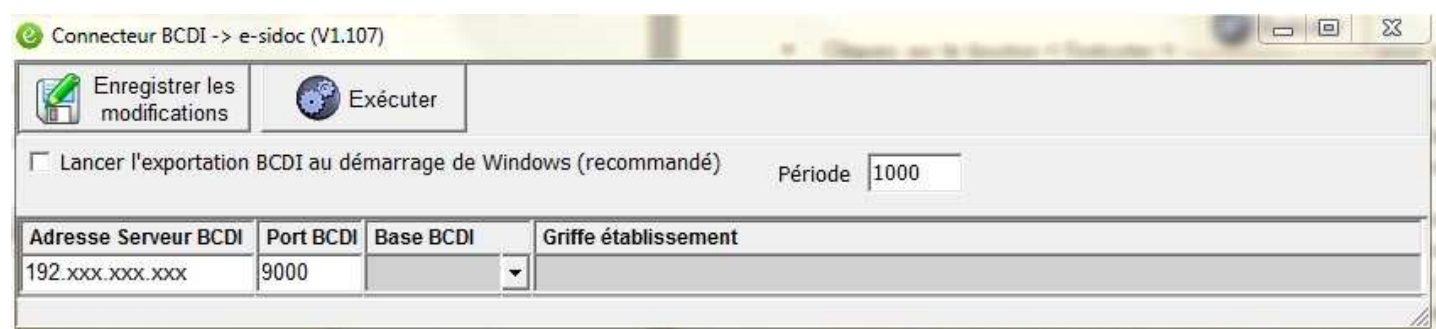 Connecteur BCDI -> e-sidoc (V1.107)
Enregistrer les
modifications
Exécuter
Lancer l'exportation BCDI au démarrage de Windows (recommandé)
Période 1000
Adresse Serveur BCDI Port BCDI Base BCDI Griffe établissement
192.xxx.xxx.xxx 9000